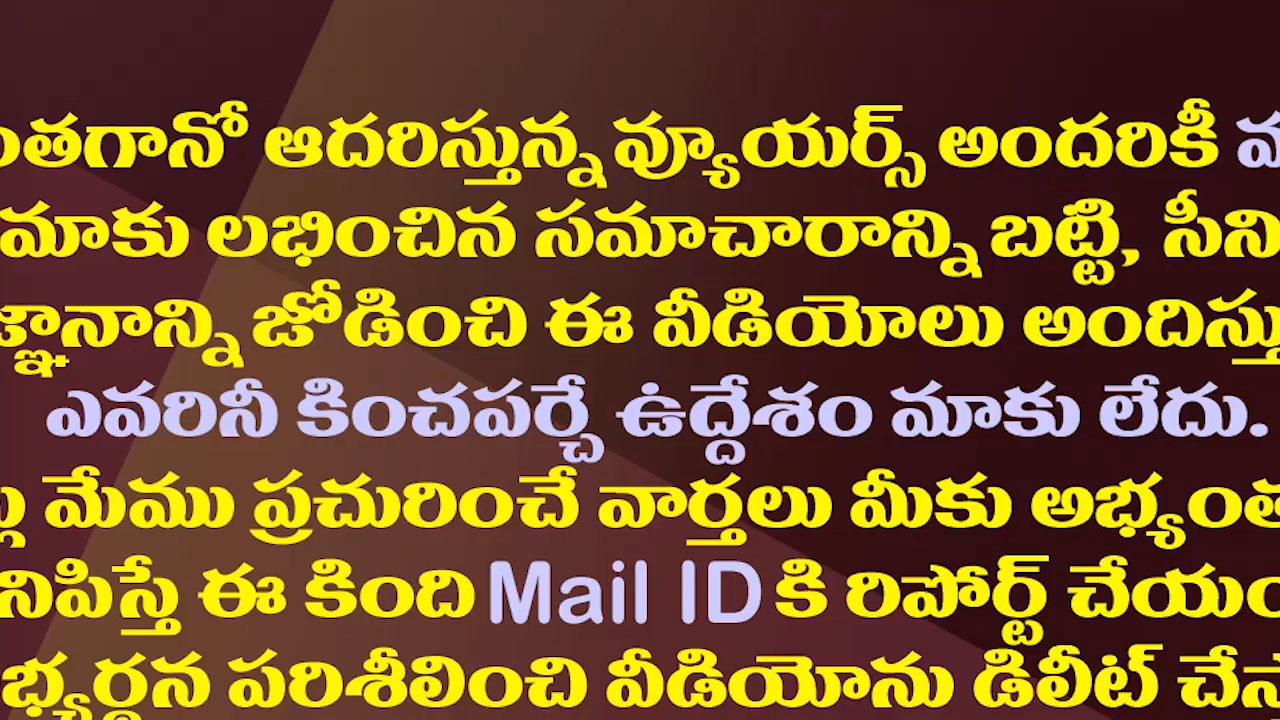 ఆదరిస్తున్న వ్యూయర్స్ అందరికీ
మాకు లభించిన సమాచారాన్ని బట్టి,
జోడించి ఈ వీడియోలు
ఎవరినీ కించపర్చే ఉద్దేశం మాకు లేదు.
మేము ప్రచురించే వార్తలు మీకు
ఈ కింది Mail ID కి రిపోర్ట్
పరిశీలించి వీడియోను డిలీట్